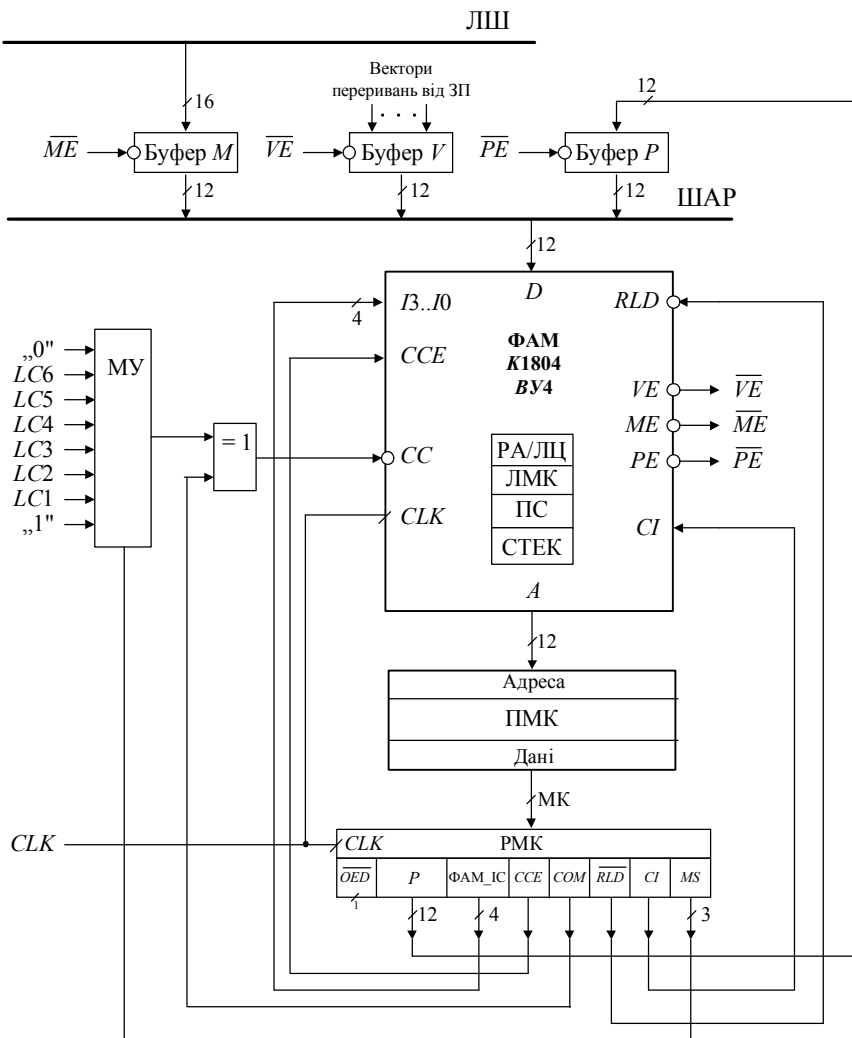 ЛШ
Вектори
переривань від ЗП
. . .
16
12
ME
Буфер M
VE
Буфер V
PE
Буфер P
12
12
12
ШАР
12
D
I3..I0
RLD
4
ФАМ
К1804
ВУ4
CCE
„0"
LC6
LC5
LC4
LC3
LC2
LC1
„1"
МУ
= 1
VE
VE
ME
ME
PE
PE
РА/ЛЦ
ЛМК
ПС
СТЕК
CC
CLK
CI
A
12
Адреса
ПМК
Дані
МК
CLK
CLK
РМК
OED
P
ФАМ_ІС
CCE
COM
RLD
CI
MS
1
12
4
3